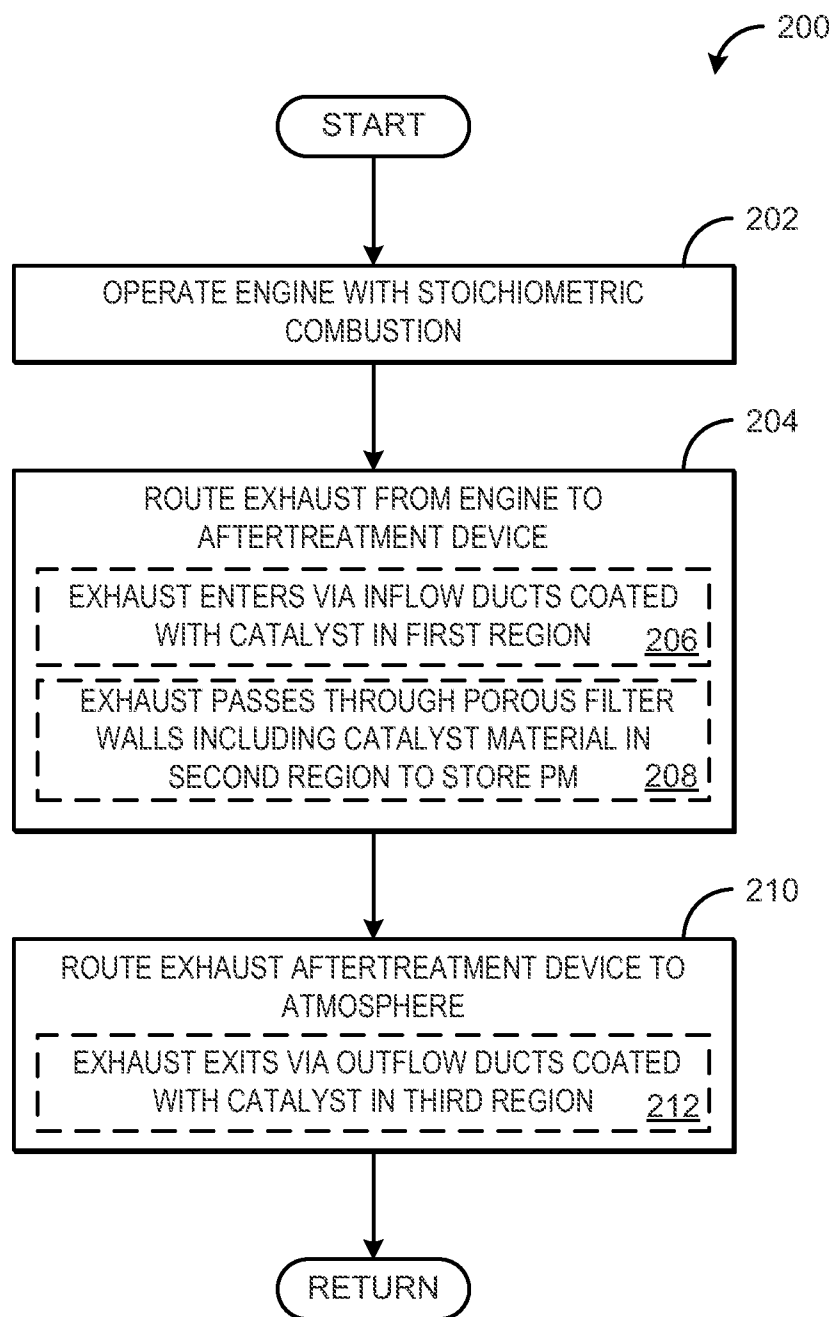 200
START
202
OPERATE ENGINE WITH STOICHIOMETRIC
COMBUSTION
204
ROUTE EXHAUST FROM ENGINE TO
AFTERTREATMENT DEVICE
EXHAUST ENTERS VIA INFLOW DUCTS COATED
WITH CATALYST IN FIRST REGION 206
EXHAUST PASSES THROUGH POROUS FILTER
WALLS INCLUDING CATALYST MATERIAL IN
SECOND REGION TO STORE PM 208
210
ROUTE EXHAUST AFTERTREATMENT DEVICE TO
ATMOSPHERE
EXHAUST EXITS VIA OUTFLOW DUCTS COATED
WITH CATALYST IN THIRD REGION 212
RETURN